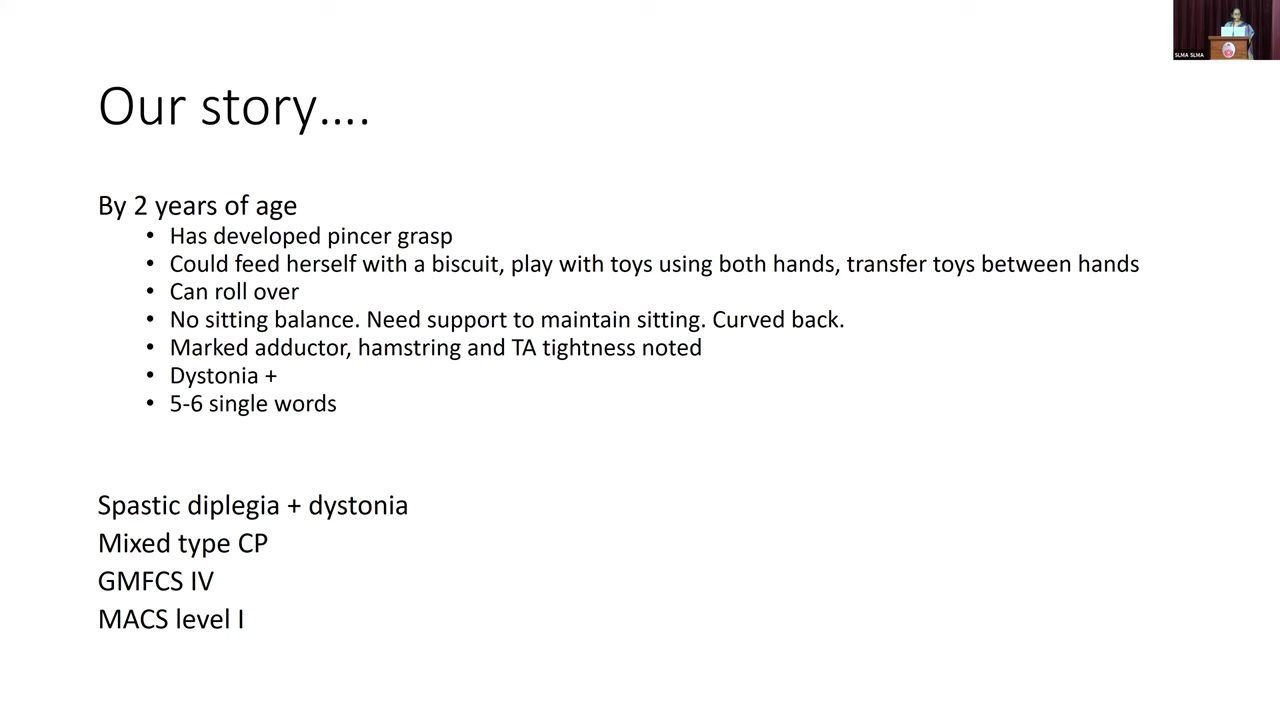 SLMA SLMA
Our story....
By 2 years of age
• Has developed pincer grasp
• Could feed herself with a biscuit, play with toys using both hands, transfer toys between hands
• Can roll over
• No sitting balance. Need support to maintain sitting. Curved back.
• Marked adductor, hamstring and TA tightness noted
• Dystonia +
• 5-6 single words
Spastic diplegia + dystonia
Mixed type CP
GMFCS IV
MACS level I